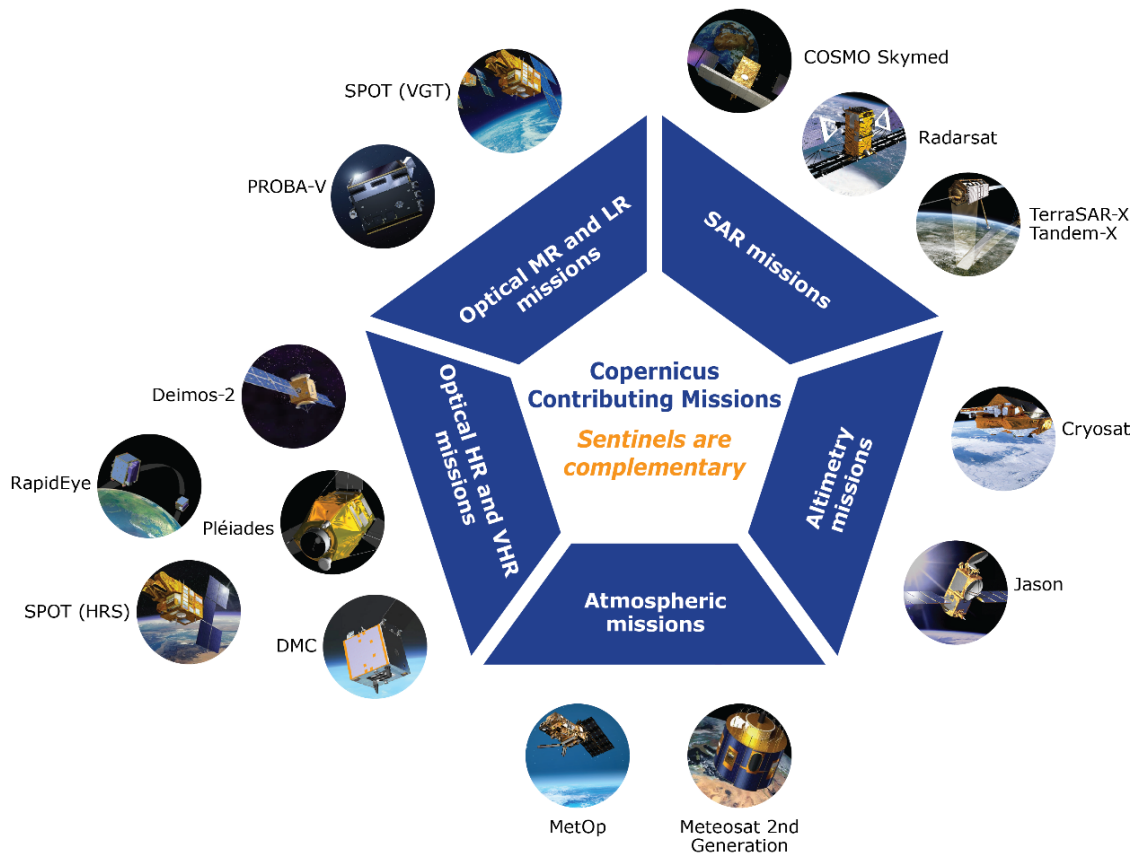 COSMO Skymed
SPOT (VGT)
Radarsat
PROBA-V
TerraSAR-X
Tandem-X
Optical MR and LR
missions
SAR missions
Copernicus
Contributing Missions
Sentinels are
complementary
Deimos-2
RapidEye
Pléiades
SPOT (HRS)
DMC
Optical HR and VHR
missions
Altimetry
missions
Cryosat
Jason
Atmospheric
missions
MetOp
Meteosat 2nd
Generation